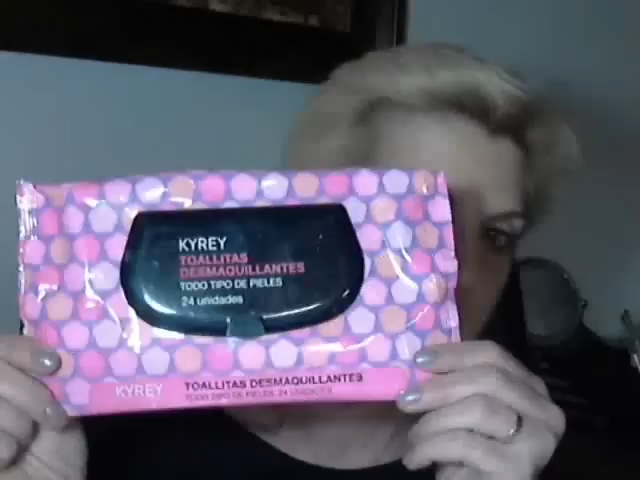 KYREY
TOALLITAS
DESMAQUILLANTES
TODO TIPO DE PIELES
24 unidades
KYREY
TOALLITAS DESMAQUILLANTES
TODO TIPO DE PIELES 24 UNIDADES